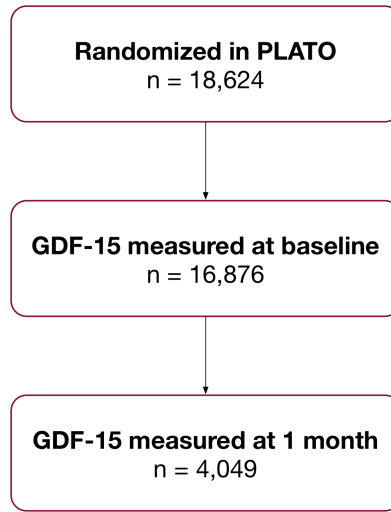 Randomized in PLATO
n = 18,624
GDF-15 measured at baseline
n = 16,876
GDF-15 measured at 1 month
n = 4,049